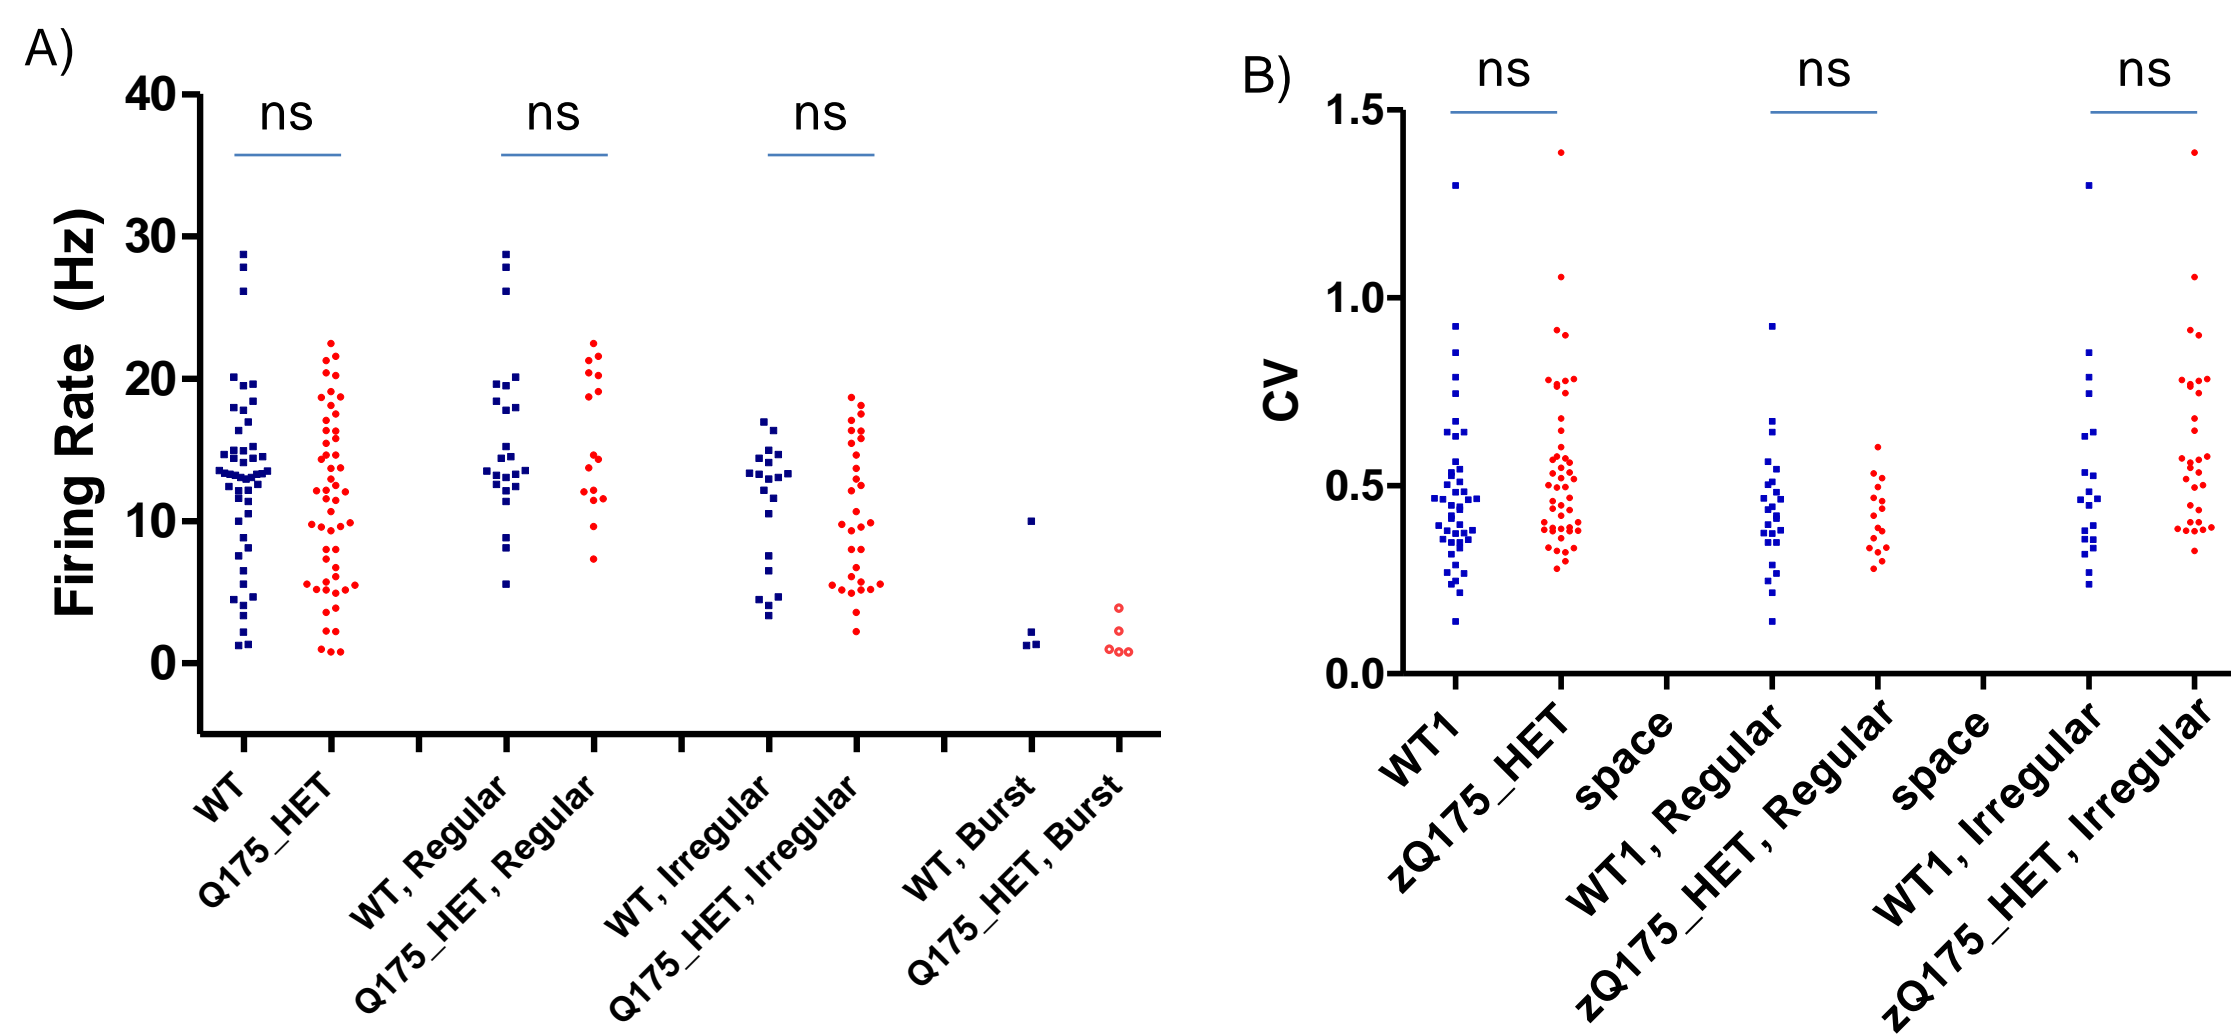 A)
ns
ns
ns
40
30
20
10
0
Firing Rate (Hz)
WT
Q175_HET
WT, Regular
Q175_HET, Regular
WT, Irregular
Q175_HET, Irregular
WT, Burst
Q175_HET, Burst
B)
ns
ns
ns
1.5
1.0
0.5
0.0
CV
WT1
zQ175_HET
space
WT1, Regular
zQ175_HET, Regular
space
WT1, Irregular
zQ175_HET, Irregular